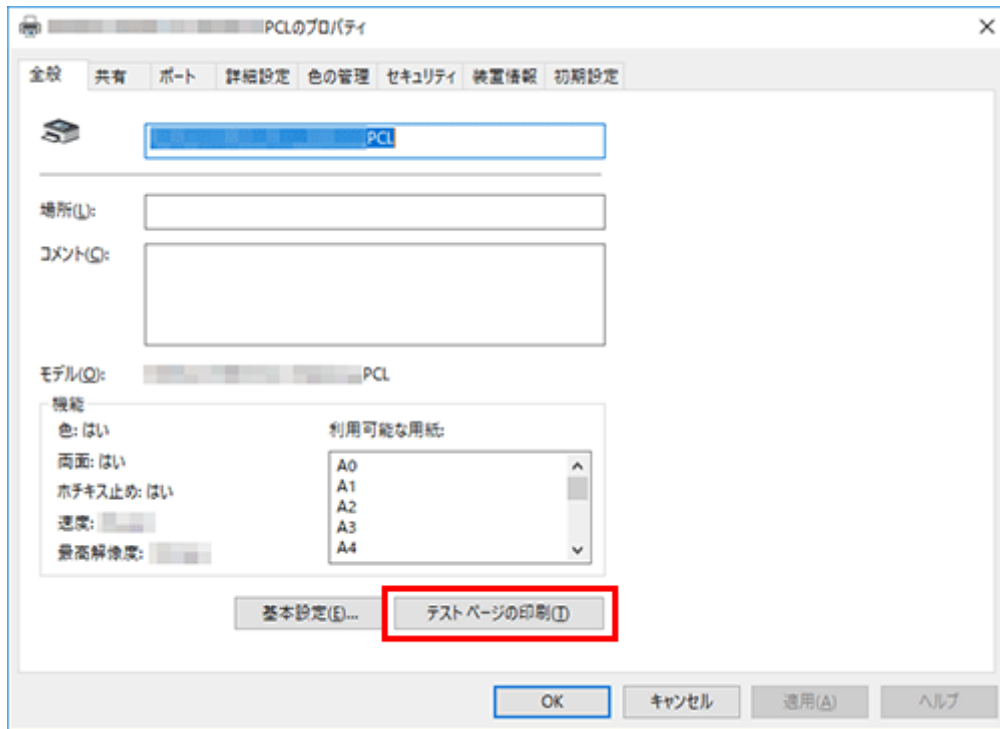 PCLのプロパティ
全般 共有 ポート 詳細設定 色の管理 セキュリティ 装置情報 初期設定
PCL
場所(L):
コメント(C):
モデル(O): PCL
機能
色: はい
両面: はい
ホチキス止め: はい
速度:
最高解像度:
利用可能な用紙:
A0
A1
A2
A3
A4
基本設定(E)... テスト ページの印刷(T)
OK キャンセル 適用(A) ヘルプ